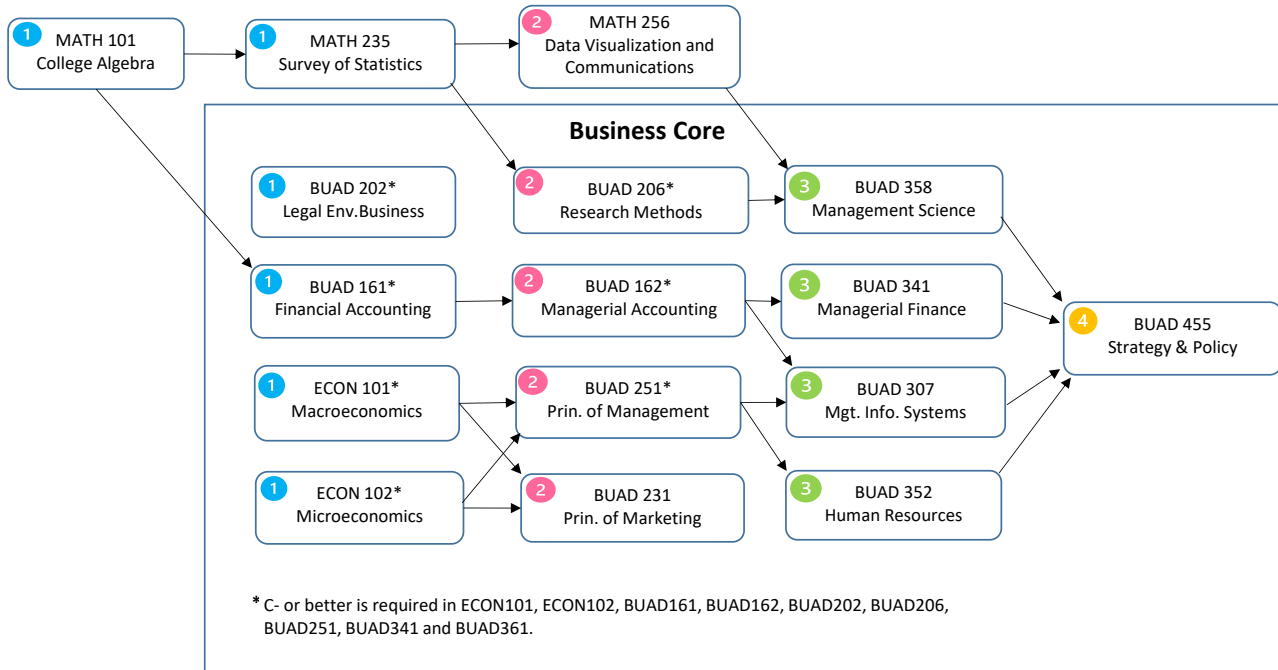 1
MATH 101
College Algebra
1
MATH 235
Survey of Statistics
2
MATH 256
Data Visualization and
Communications
Business Core
1
BUAD 202*
Legal Env.Business
2
BUAD 206*
Research Methods
3
BUAD 358
Management Science
1
BUAD 161*
Financial Accounting
2
BUAD 162*
Managerial Accounting
3
BUAD 341
Managerial Finance
4
BUAD 455
Strategy & Policy
1
ECON 101*
Macroeconomics
2
BUAD 251*
Prin. of Management
3
BUAD 307
Mgt. Info. Systems
1
ECON 102*
Microeconomics
2
BUAD 231
Prin. of Marketing
3
BUAD 352
Human Resources
* C- or better is required in ECON101, ECON102, BUAD161, BUAD162, BUAD202, BUAD206,
BUAD251, BUAD341 and BUAD361.